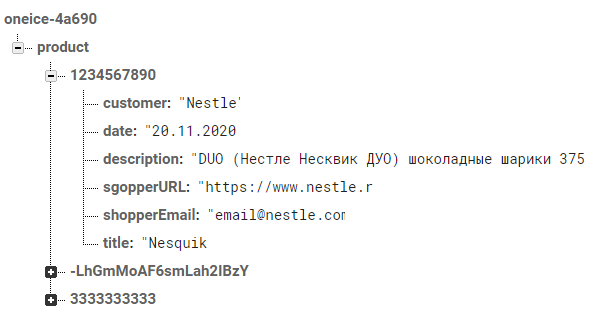 oneice-4a690
product
1234567890
customer: "Nestle'
date: "20.11.2020
description: "DUO (Нестле Несквик ДУО) шоколадные шарики 375
sgopperURL: "https://www.nestle.r
shopperEmail: "email@nestle.com
title: "Nesquik
-LhGmMoAF6smLah2IBzY
3333333333